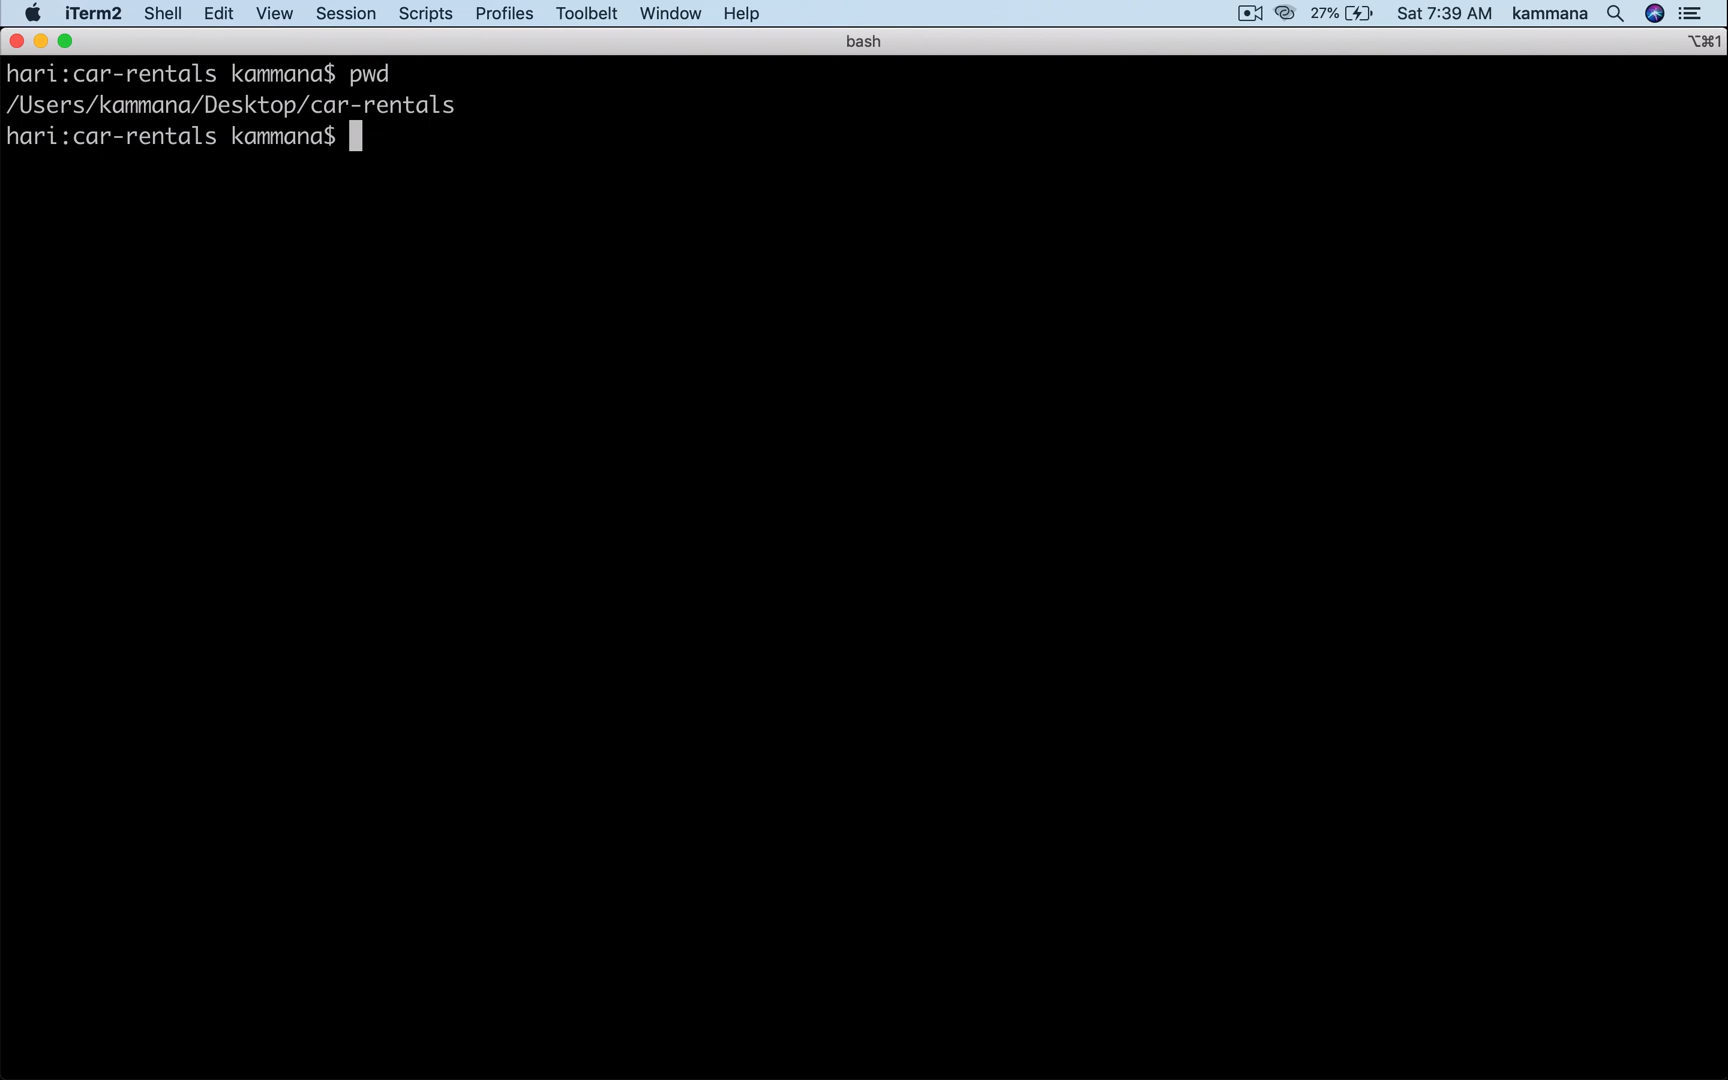 iTerm2 Shell Edit View Session Scripts Profiles Toolbelt Window Help 27% Sat 7:39 AM kammana
bash ⌥⌘1
hari:car-rentals kammana$ pwd
/Users/kammana/Desktop/car-rentals
hari:car-rentals kammana$